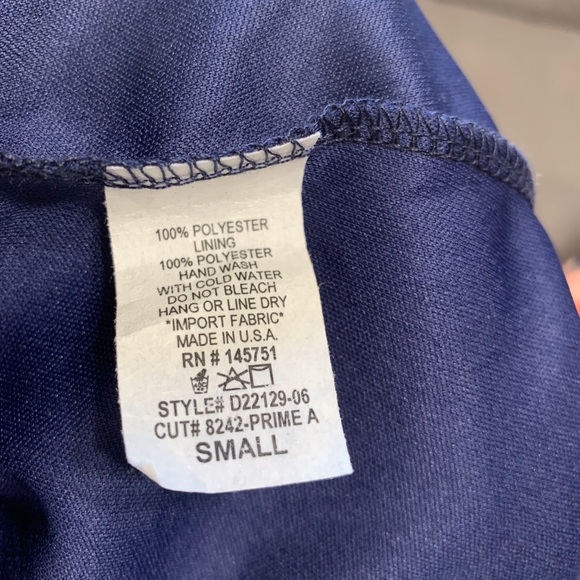 100% POLYESTER
LINING
100% POLYESTER
HAND WASH
WITH COLD WATER
DO NOT BLEACH
HANG OR LINE DRY
*IMPORT FABRIC*
MADE IN U.S.A.
RN # 145751
STYLE# D22129-06
CUT# 8242-PRIME A
SMALL